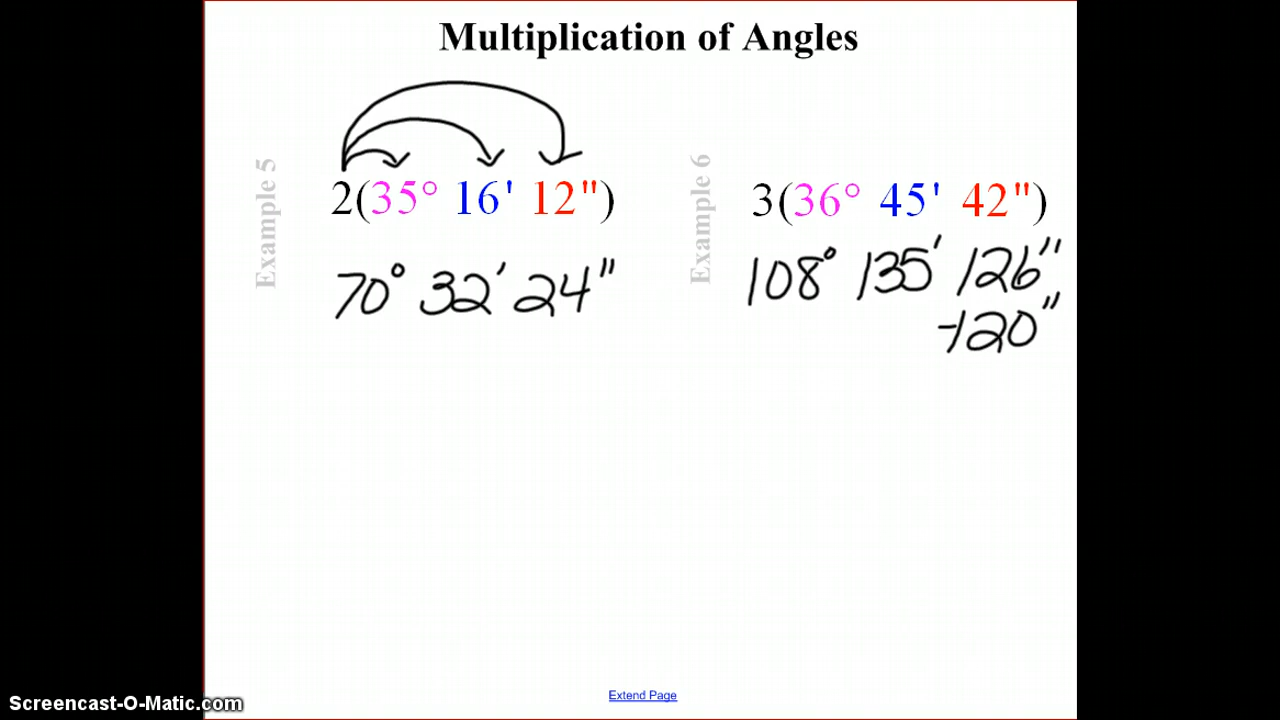 Multiplication of Angles
Example 5
2(35° 16' 12")
70° 32' 24"
Example 6
3(36° 45' 42")
108° 135' 126"
-120"
Extend Page
Screencast-O-Matic.com